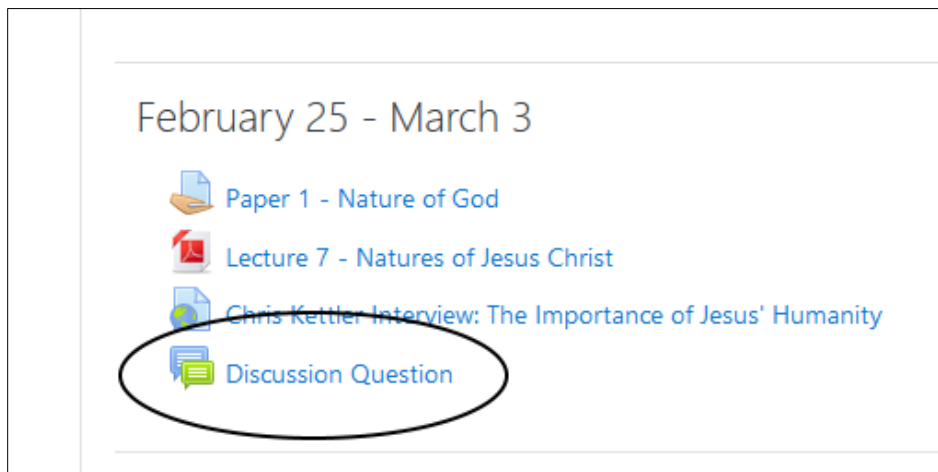 February 25 - March 3
Paper 1 - Nature of God
Lecture 7 - Natures of Jesus Christ
Chris Kettler Interview: The Importance of Jesus' Humanity
Discussion Question